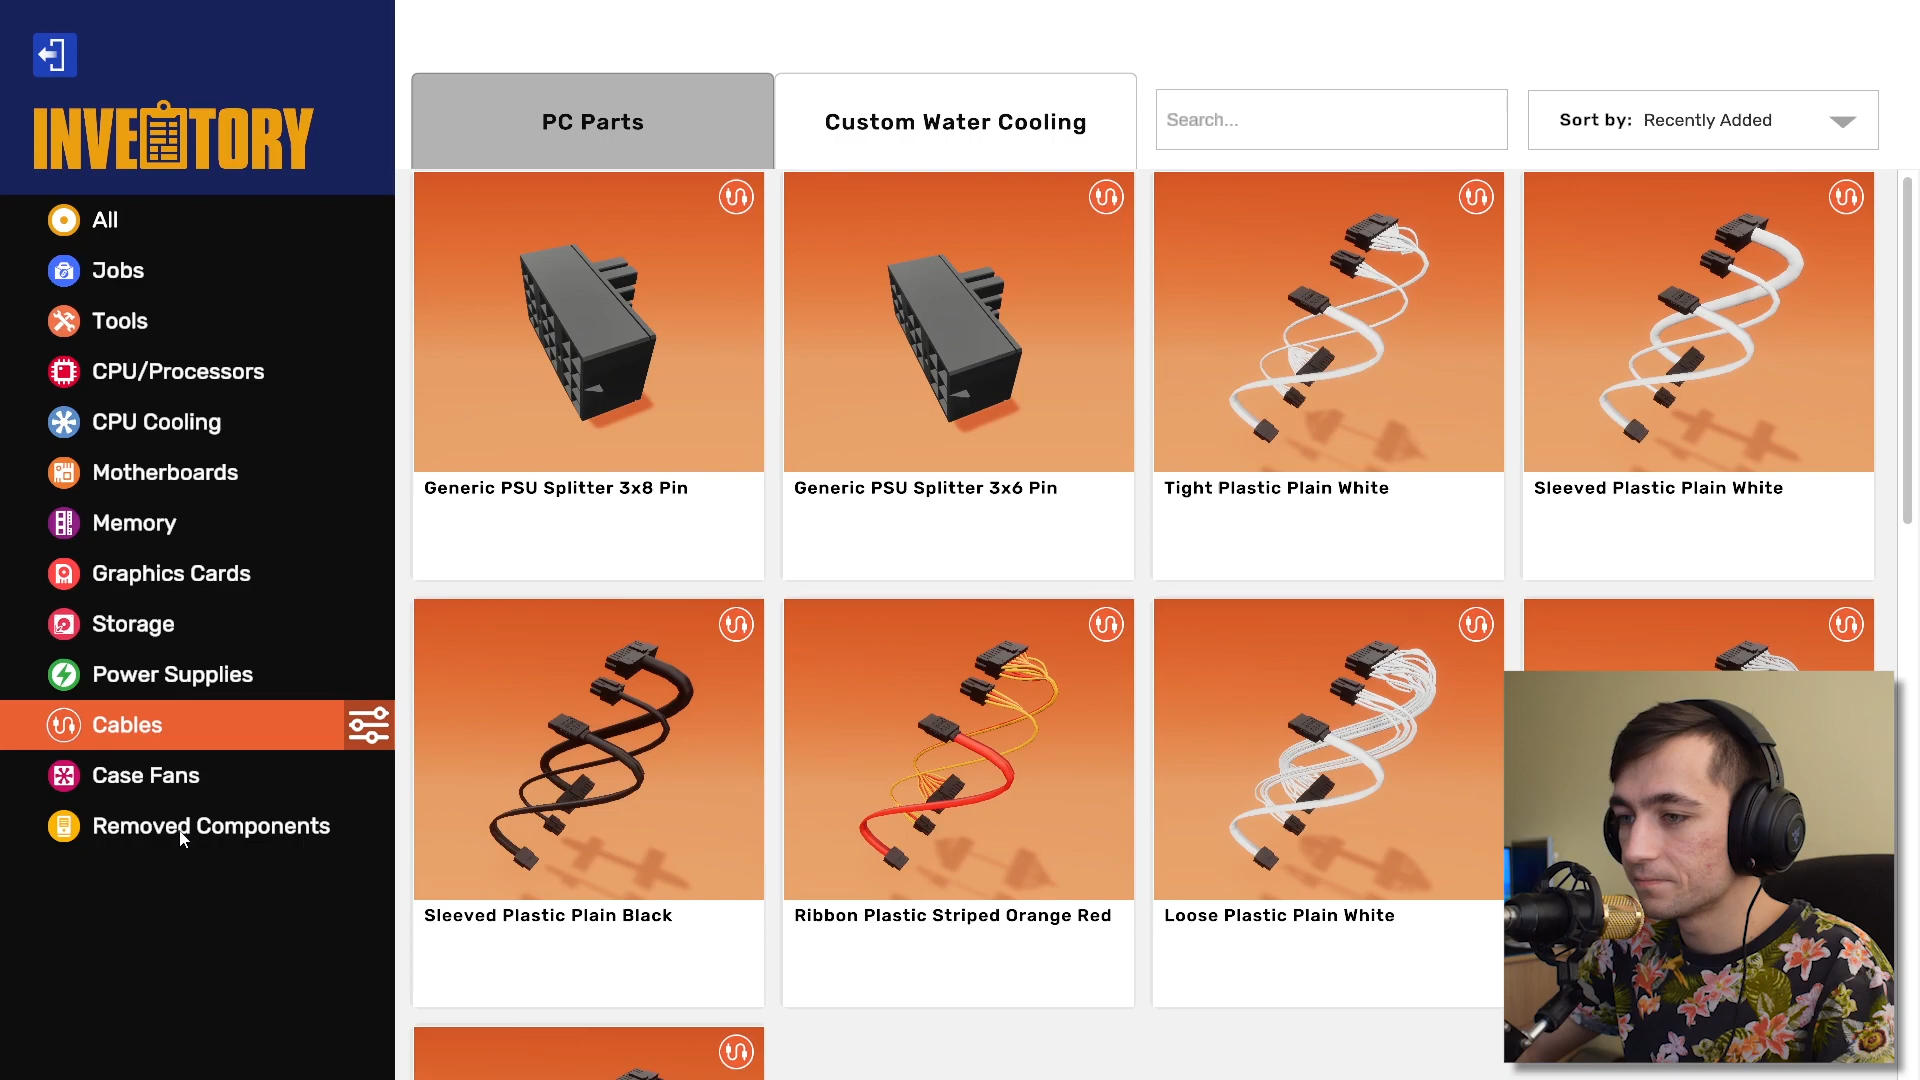 INVENTORY
PC Parts
Custom Water Cooling
Search...
Sort by: Recently Added
All
Jobs
Tools
CPU/Processors
CPU Cooling
Motherboards
Memory
Graphics Cards
Storage
Power Supplies
Cables
Case Fans
Removed Components
Generic PSU Splitter 3x8 Pin
Generic PSU Splitter 3x6 Pin
Tight Plastic Plain White
Sleeved Plastic Plain White
Sleeved Plastic Plain Black
Ribbon Plastic Striped Orange Red
Loose Plastic Plain White